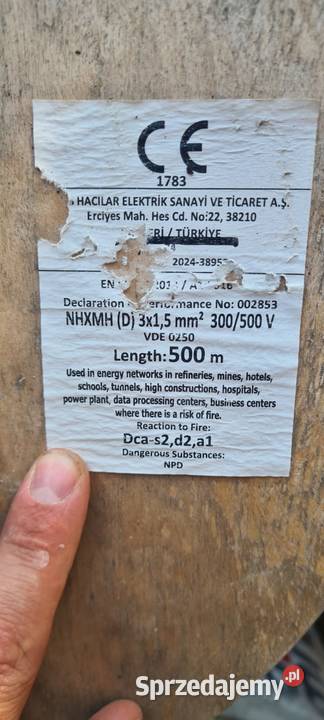 CE
1783
HACILAR ELEKTRİK SANAYİ VE TİCARET A.Ş.
Erciyes Mah. Hes Cd. No:22, 38210
ERİ / TÜRKİYE
2024-3895
EN
Declaration Performance No: 002853
NHXMH (D) 3x1,5 mm² 300/500 V
VDE 0250
Length: 500 m
Used in energy networks in refineries, mines, hotels,
schools, tunnels, high constructions, hospitals,
power plant, data processing centers, business centers
where there is a risk of fire.
Reaction to Fire:
Dca-s2,d2,a1
Dangerous Substances:
NPD
Sprzedajemy.pl